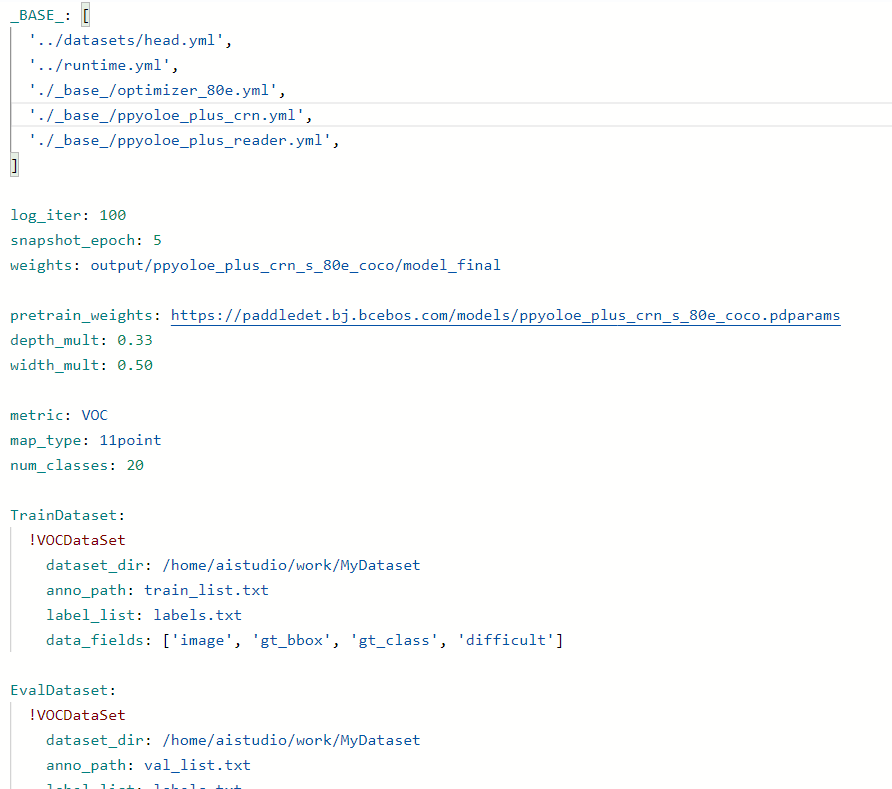 _BASE_: [
  '../datasets/head.yml',
  '../runtime.yml',
  './_base_/optimizer_80e.yml',
  './_base_/ppyoloe_plus_crn.yml',
  './_base_/ppyoloe_plus_reader.yml',
]

log_iter: 100
snapshot_epoch: 5
weights: output/ppyoloe_plus_crn_s_80e_coco/model_final

pretrain_weights: https://paddledet.bj.bcebos.com/models/ppyoloe_plus_crn_s_80e_coco.pdparams
depth_mult: 0.33
width_mult: 0.50

metric: VOC
map_type: 11point
num_classes: 20

TrainDataset:
  !VOCDataSet
    dataset_dir: /home/aistudio/work/MyDataset
    anno_path: train_list.txt
    label_list: labels.txt
    data_fields: ['image', 'gt_bbox', 'gt_class', 'difficult']

EvalDataset:
  !VOCDataSet
    dataset_dir: /home/aistudio/work/MyDataset
    anno_path: val_list.txt
    label_list: labels.txt